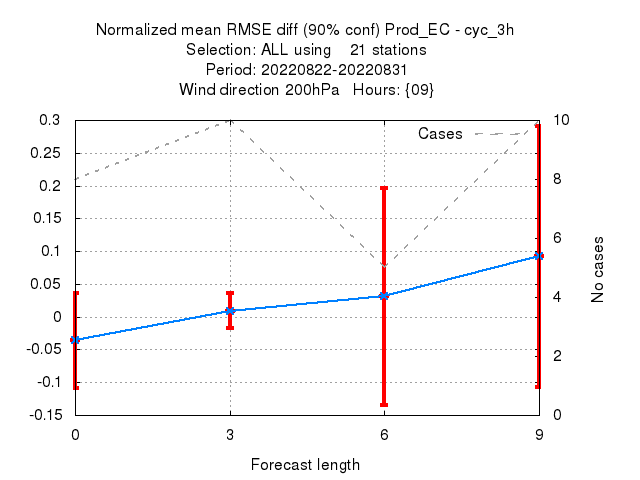 Normalized mean RMSE diff (90% conf) Prod_EC - cyc_3h
Selection: ALL using    21 stations
Period: 20220822-20220831
Wind direction 200hPa   Hours: {09}
0.3
0.25
0.2
0.15
0.1
0.05
0
-0.05
-0.1
-0.15
Cases
10
8
6
4
2
0
No cases
0 3 6 9
Forecast length